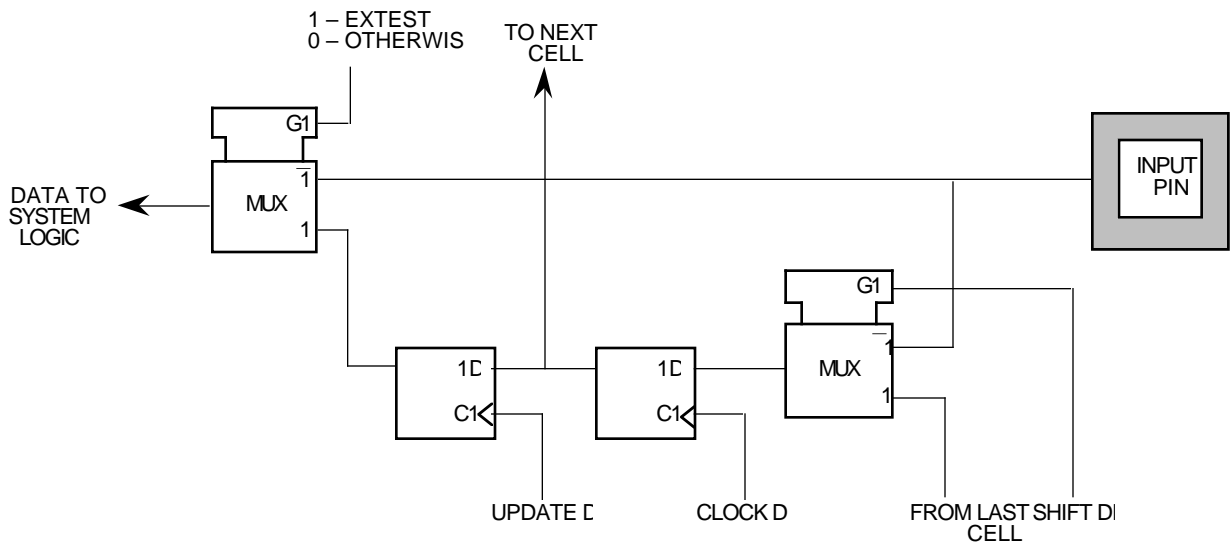 1 – EXTEST
0 – OTHERWIS
TO NEXT
CELL
G1
1
MUX
1
DATA TO
SYSTEM
LOGIC
INPUT
PIN
G1
1
MUX
1
1D
C1
1D
C1
UPDATE D
CLOCK D
FROM LAST
CELL
SHIFT D